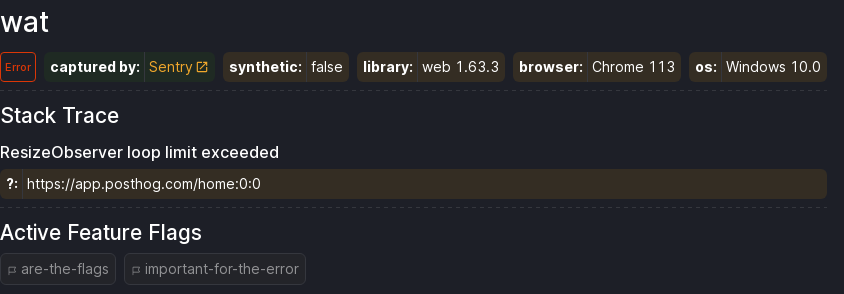 wat
Error captured by: Sentry synthetic: false library: web 1.63.3 browser: Chrome 113 os: Windows 10.0
Stack Trace
ResizeObserver loop limit exceeded
?: https://app.posthog.com/home:0:0
Active Feature Flags
are-the-flags important-for-the-error